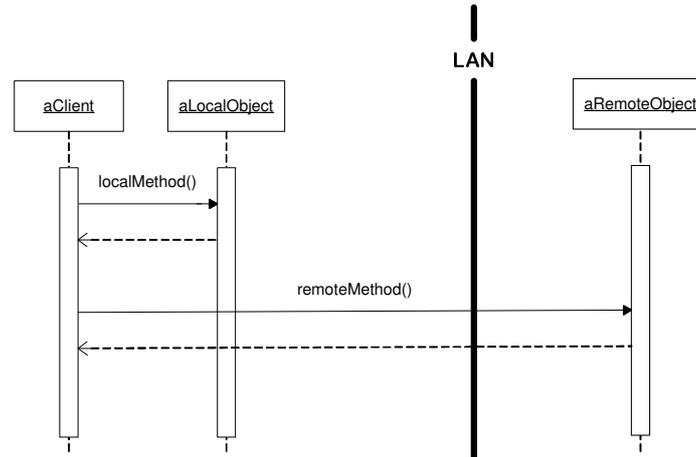 LAN
aClient
aLocalObject
aRemoteObject
localMethod()
remoteMethod()